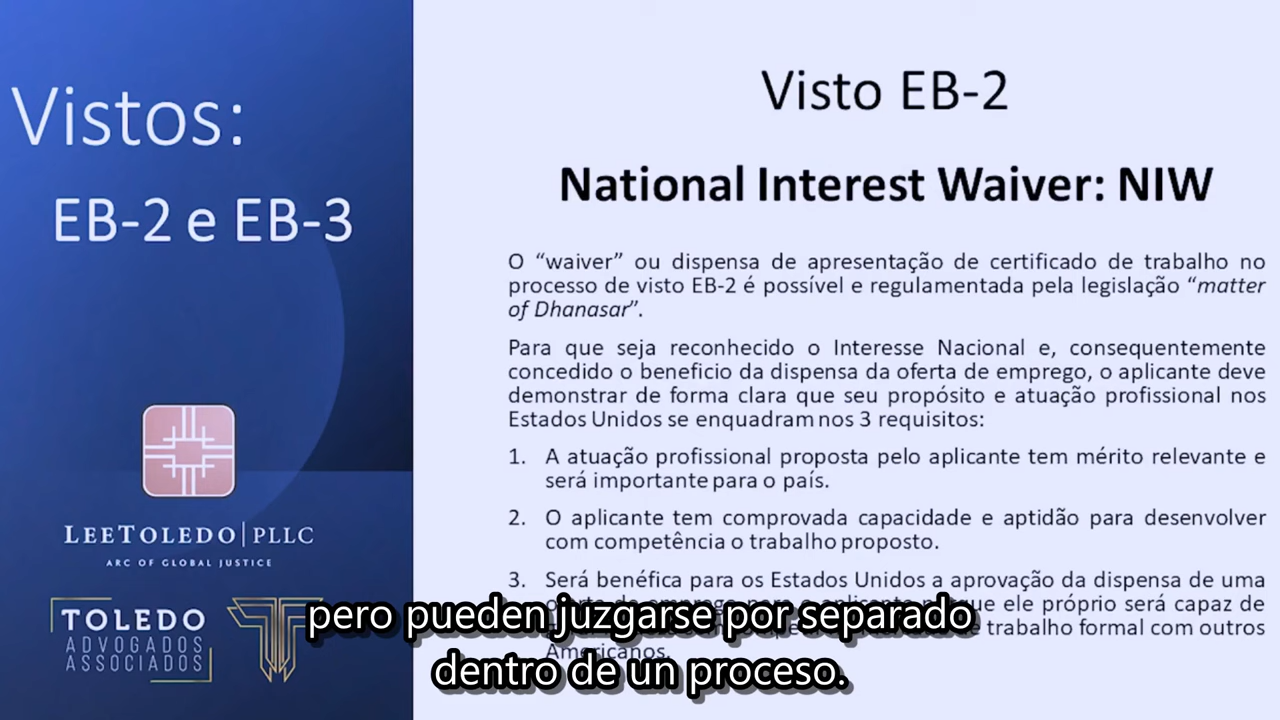 Vistos:
EB-2 e EB-3
LEETOLEDO|PLLC
ARC OF GLOBAL JUSTICE
TOLEDO
ADVOGADOS
ASSOCIADOS
Visto EB-2
National Interest Waiver: NIW
O “waiver” ou dispensa de apresentação de certificado de trabalho no
processo de visto EB-2 é possível e regulamentada pela legislação “matter
of Dhanasar”.
Para que seja reconhecido o Interesse Nacional e, consequentemente
concedido o beneficio da dispensa da oferta de emprego, o aplicante deve
demonstrar de forma clara que seu propósito e atuação profissional nos
Estados Unidos se enquadram nos 3 requisitos:
1. A atuação profissional proposta pelo aplicante tem mérito relevante e
será importante para o país.
2. O aplicante tem comprovada capacidade e aptidão para desenvolver
com competência o trabalho proposto.
3. Será benéfica para os Estados Unidos a aprovação da dispensa de uma
ele próprio será capaz de
trabalho formal com outros
Americanos.
pero pueden juzgarse por separado
dentro de un proceso.